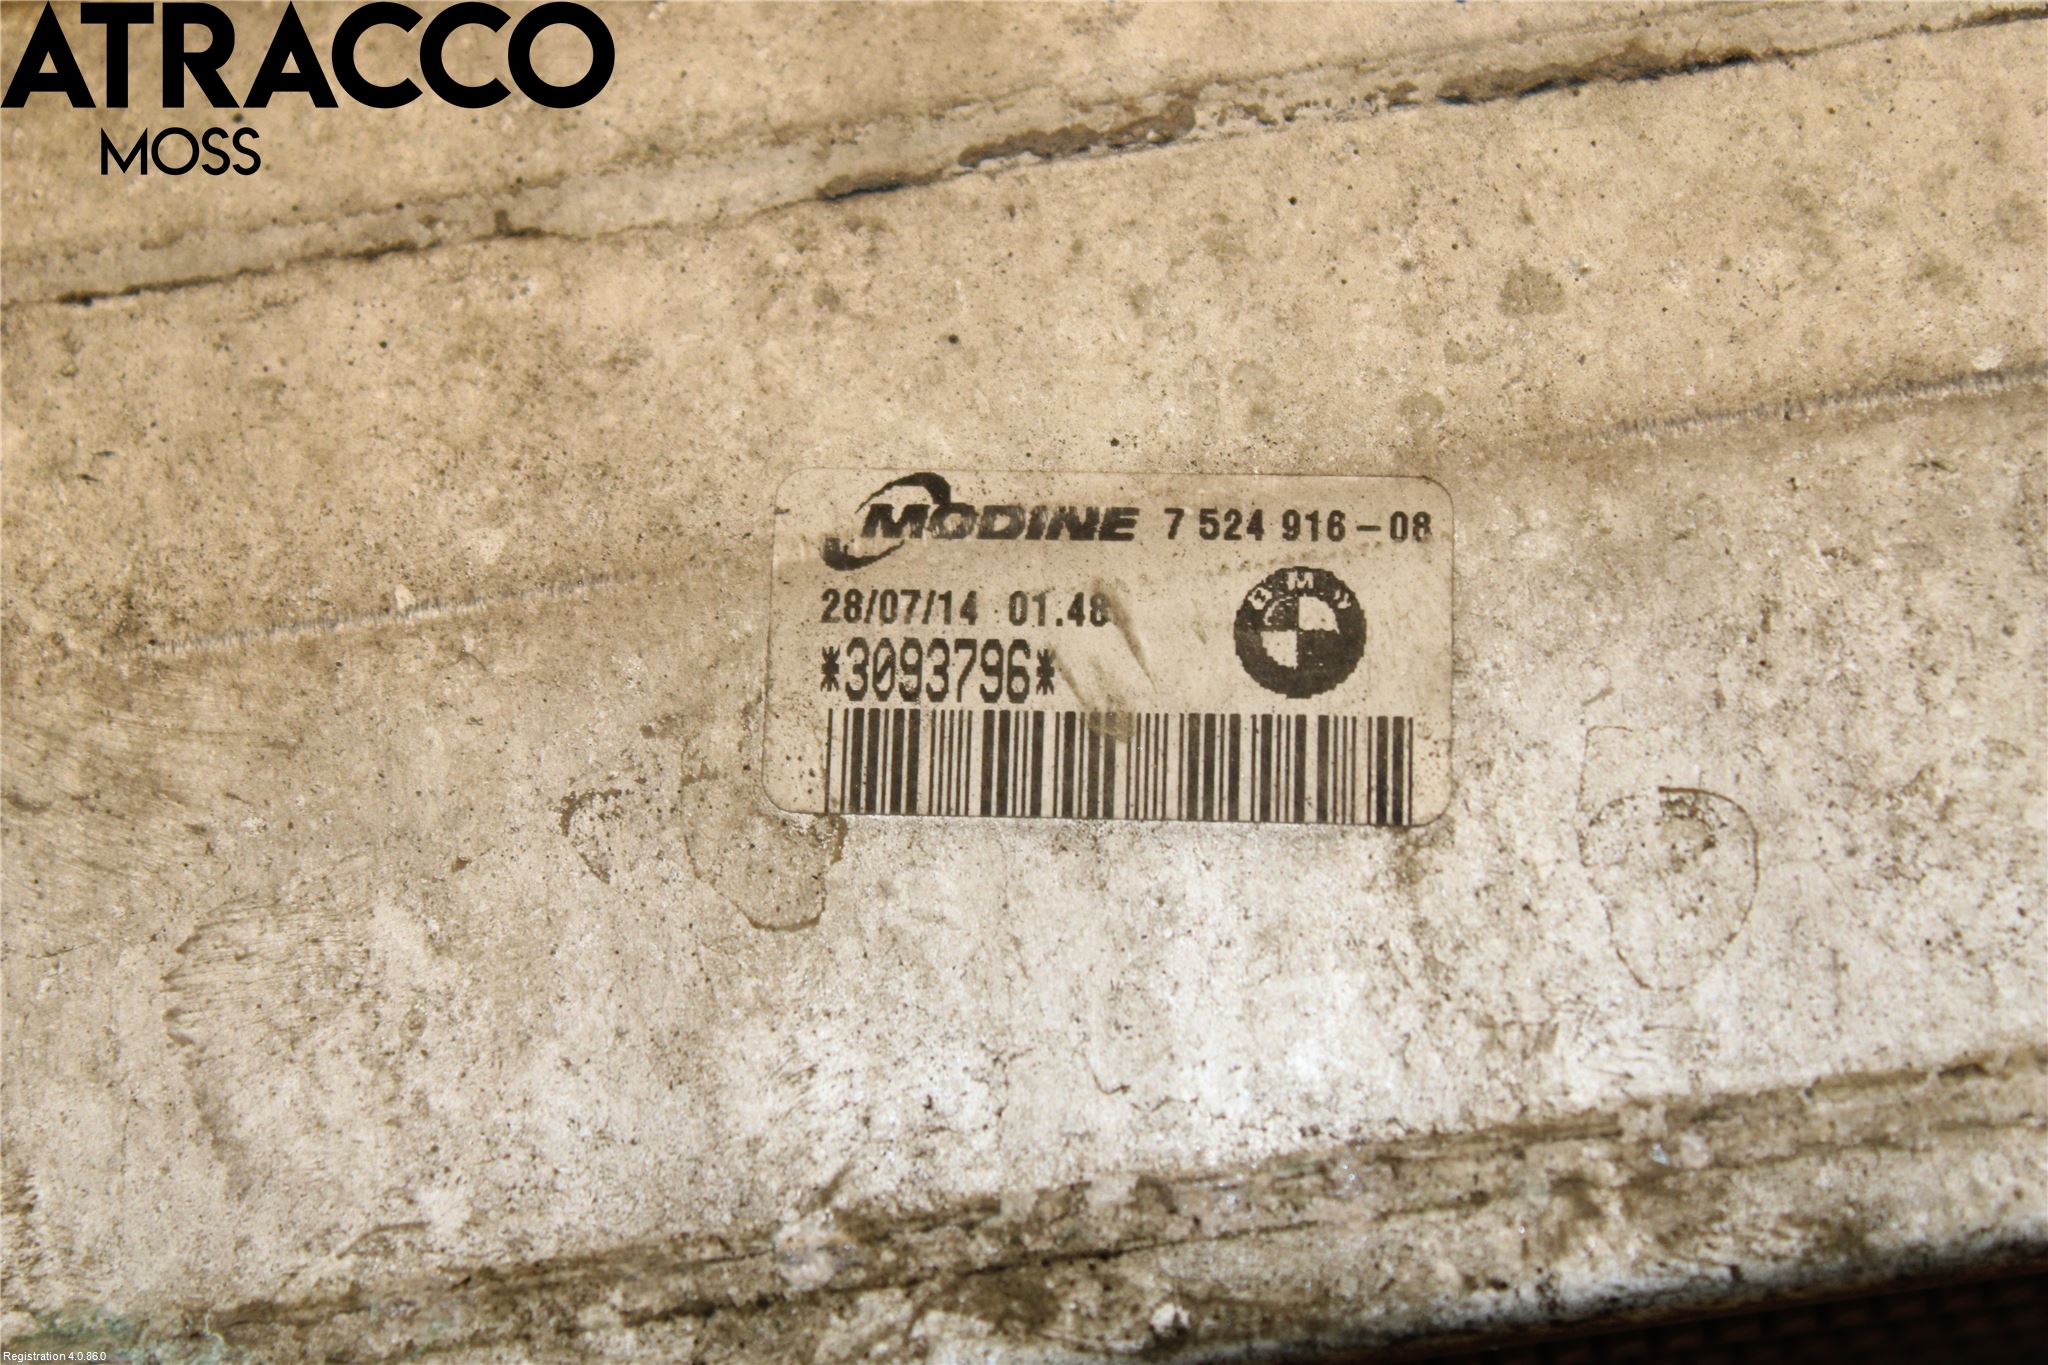 ATRACCO
MOSS
MODINE 7 524 916-08
BMW
28/07/14 01.48
*3093796*
Registration 4.0.86.0